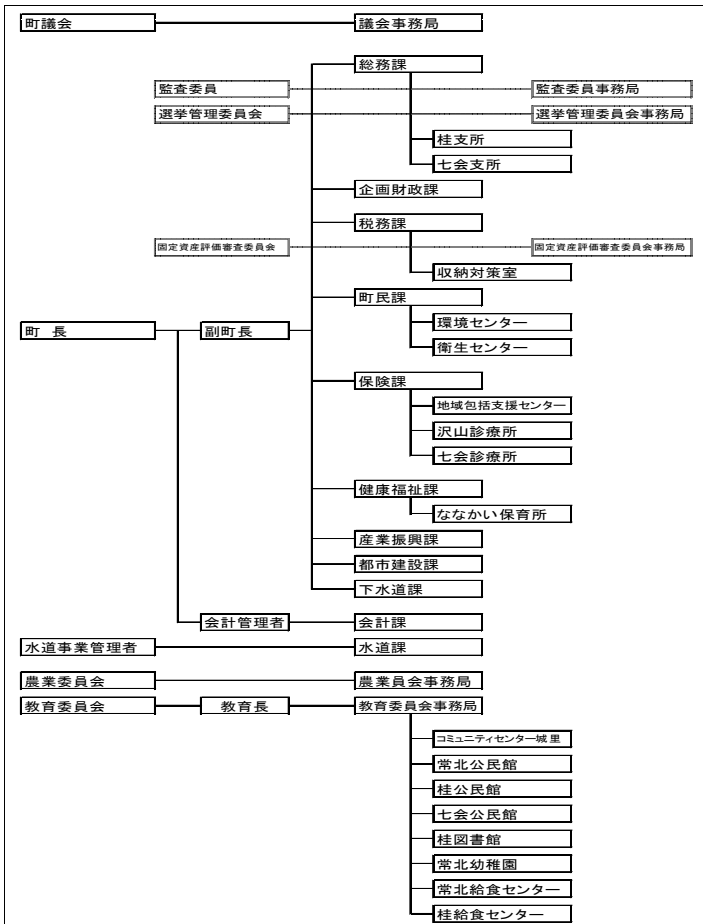 町議会 議会事務局
総務課
監査委員 監査委員事務局
選挙管理委員会 選挙管理委員会事務局
桂支所
七会支所
企画財政課
税務課
固定資産評価審査委員会 固定資産評価審査委員会事務局
収納対策室
町民課
環境センター
町 長 副町長
衛生センター
保険課
地域包括支援センター
沢山診療所
七会診療所
健康福祉課
ななかい保育所
産業振興課
都市建設課
下水道課
会計管理者 会計課
水道事業管理者 水道課
農業委員会 農業員会事務局
教育委員会 教育長 教育委員会事務局
コミュニティセンター城里
常北公民館
桂公民館
七会公民館
桂図書館
常北幼稚園
常北給食センター
桂給食センター